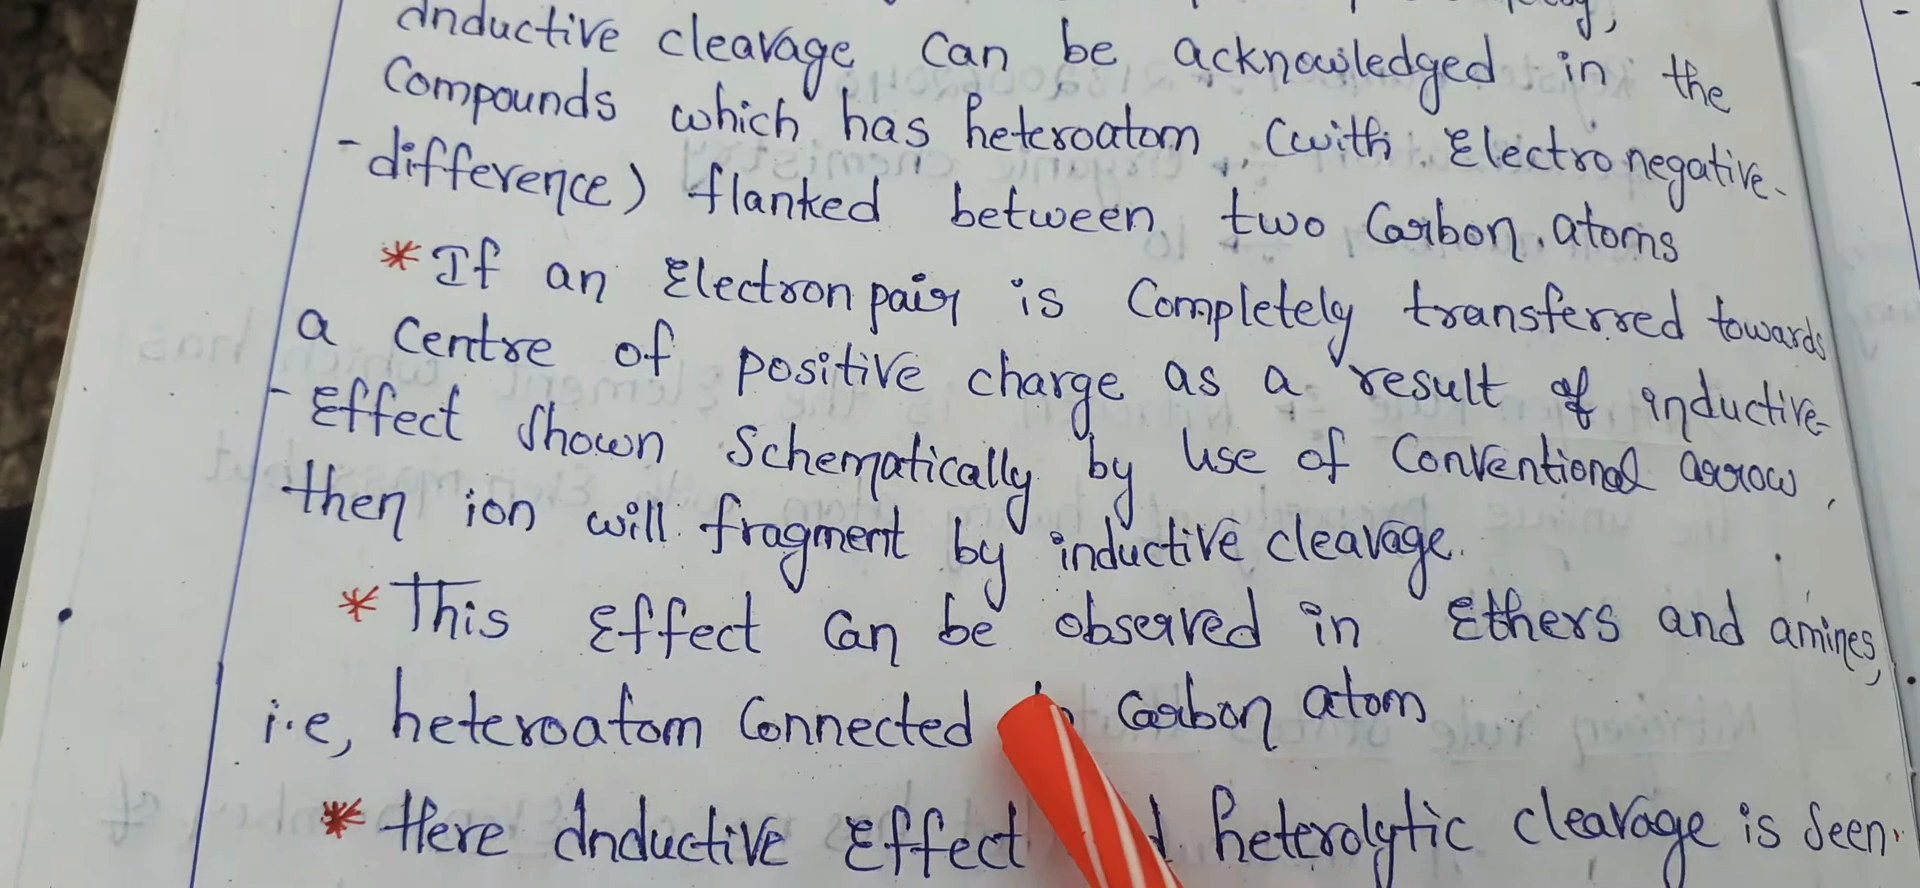 Inductive cleavage can be acknowledged in the
Compounds which has heteroatom (with Electronegative-
-difference) flanked between two Carbon atoms
* If an Electron pair is Completely transferred towards
a centre of positive charge as a result of inductive-
-Effect shown schematically by use of Conventional arrow,
then ion will fragment by inductive cleavage.
* This Effect can be observed in Ethers and amines,
i.e, heteroatom Connected Carbon atom
* Here Inductive Effect heterolytic cleavage is seen.